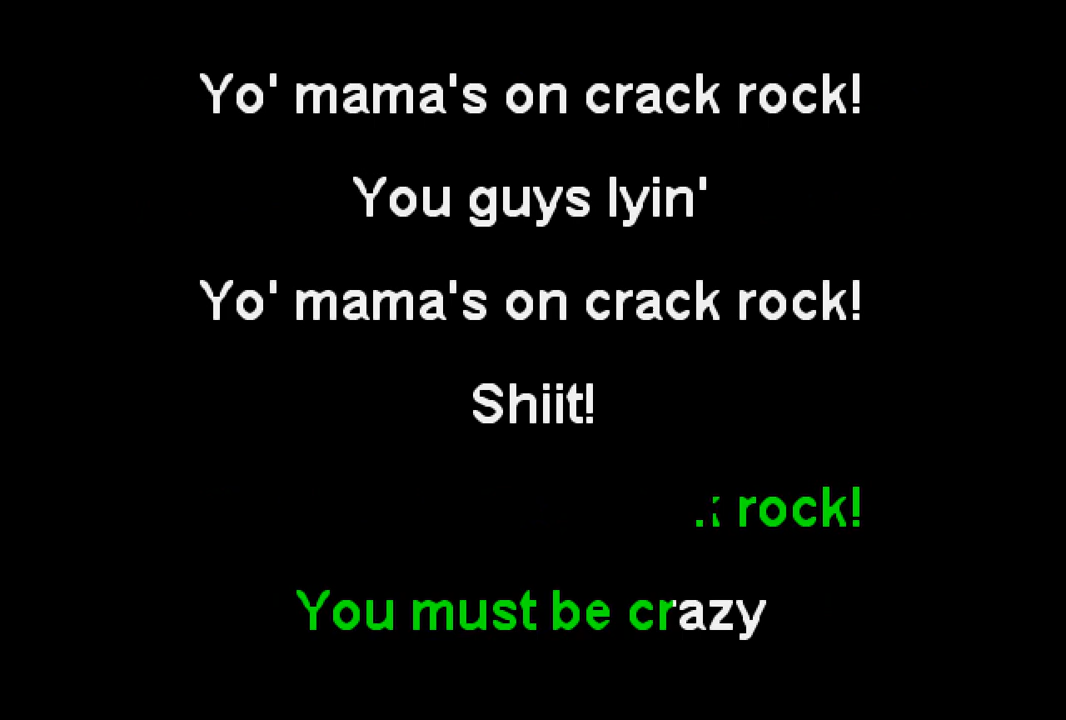 Yo' mama's on crack rock!
You guys lyin'
Yo' mama's on crack rock!
Shiit!
rock!
You must be crazy